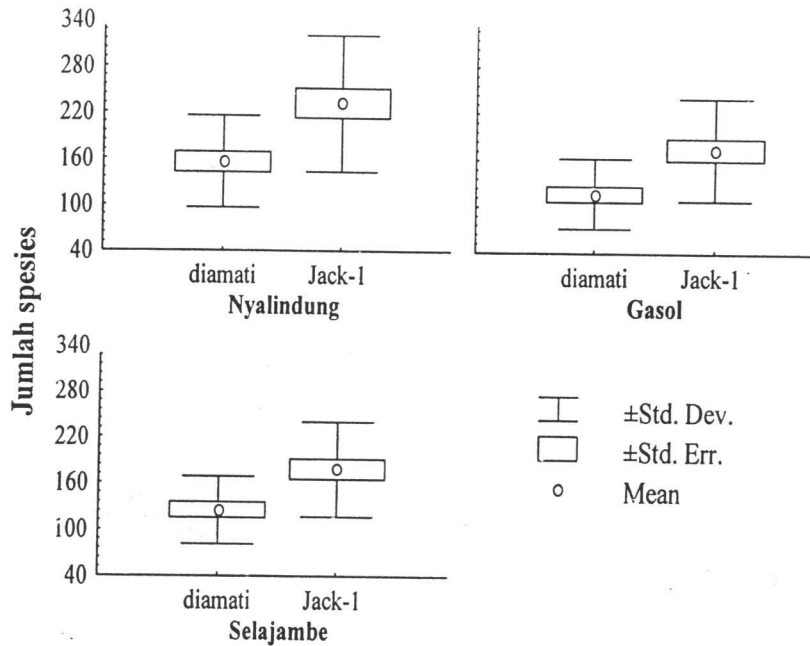 Jumlah spesies
340
280
220
160
100
40
diamati Jack-1
Nyalindung
diamati Jack-1
Gasol
340
280
220
160
100
40
diamati Jack-1
Selajambe
±Std. Dev.
±Std. Err.
Mean